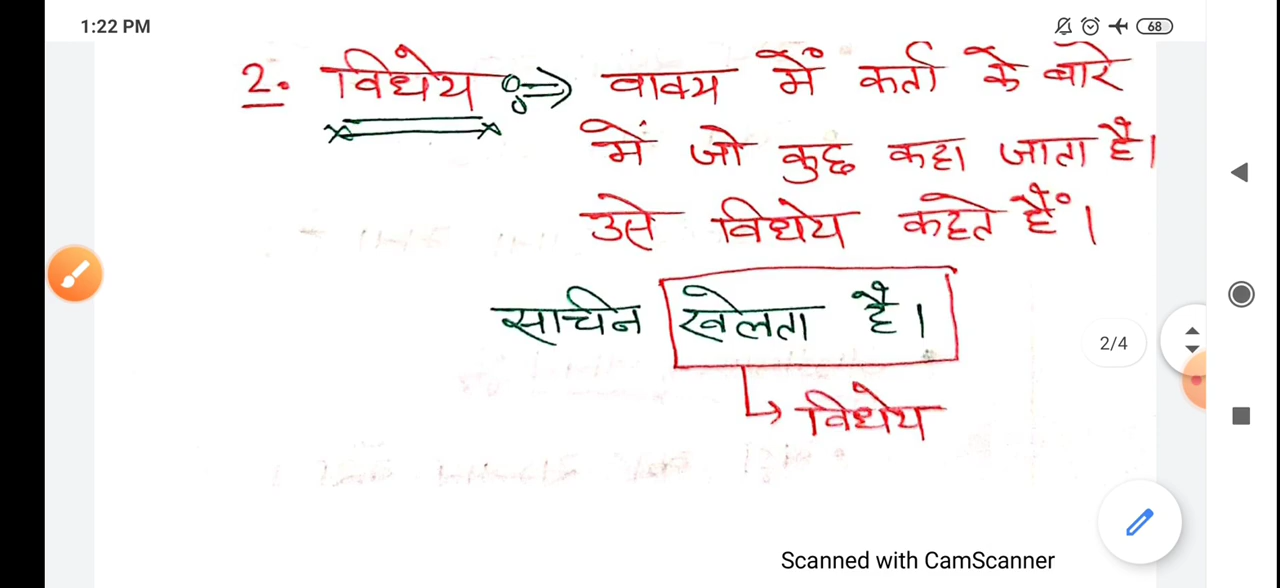 1:22 PM
68
2. विधेय :⇒ वाक्य में कर्ता के बारे
में जो कुछ कहा जाता है।
उसे विधेय कहते हैं।
सचिन खेलता है।
2/4
↳ विधेय
Scanned with CamScanner